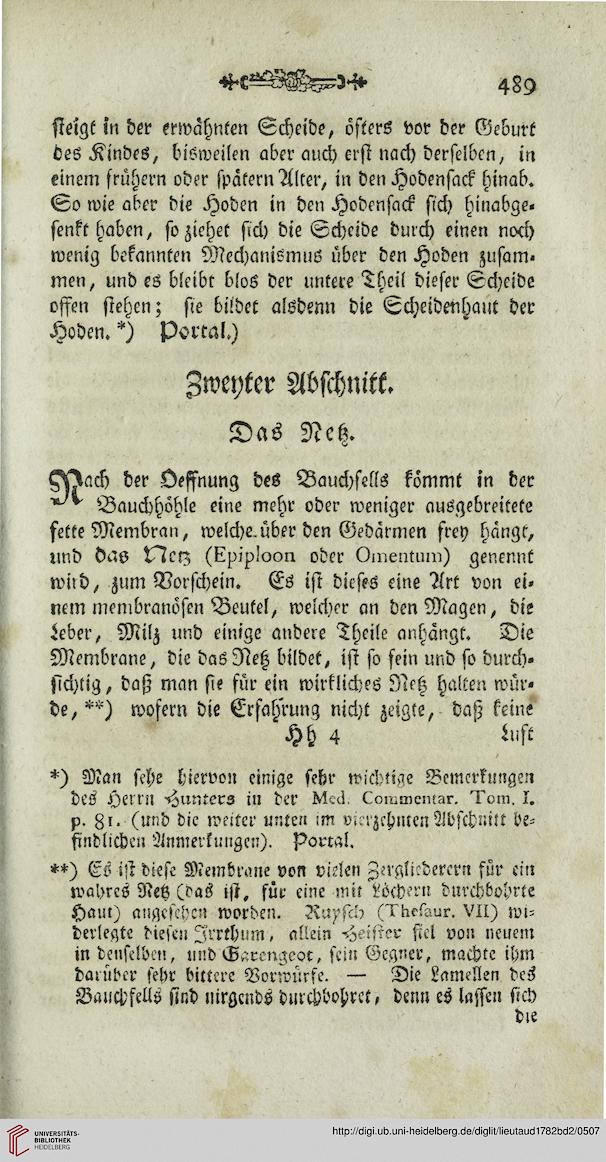 489
steigt in der erwähnten Scheide, öfters vor der Geburt
des Kindes, bisweilen aber auch erst nach derselben, in
einem frühern oder spätern Alter, in den Hodensack hinab.
So wie aber die Hoden in den Hodensack sich hinabge-
senkt haben, so ziehet sich die Scheide durch einen noch
wenig bekannten Mechanismus über den Hoden zusam-
men, und es bleibt blos der untere Theil dieser Scheide
offen stehen; sie bildet alsdenn die Scheidenhaut der
Hoden. *) Portal.)
Zweyter Abschnitt.
Das Netz.
Nach der Oeffnung des Bauchfells kömmt in der
Bauchhöhle eine mehr oder weniger ausgebreitete
fette Membran, welche über den Gedärmen frey hängt,
und das Netz (Epiploon oder Omentum) genennt
wird, zum Vorschein. Es ist dieses eine Art von ei-
nem membranösen Beutel, welcher an den Magen, die
Leber, Milz und einige andere Theile anhängt. Die
Membrane, die das Netz bildet, ist so fein und so durch-
sichtig, daß man sie für ein wirkliches Netz halten wür-
de, **) wofern die Erfahrung nicht zeigte, daß keine
Hh 4 Luft
*) Man sehe hiervon einige sehr wichtige Bemerkungen
des Herrn Hunters in der Med. Commentar. Tom. I.
p. 81. (und die weiter unten im vierzehnten Abschnitt be-
findlichen Anmerkungen). Portal.
**) Es ist diese Membrane von vielen Zergliederern für ein
wahres Netz (das ist, für eine mit Löchern durchbohrte
Haut) angesehen worden. Ruysch (Thesaur. VII) wi-
derlegte diesen Irrthum, allein Heister fiel von neuem
in denselben, und Garengeot, sein Gegner, machte ihm
darüber sehr bittere Vorwürfe. — Die Lamellen des
Bauchfells sind nirgends durchbohret, denn es lassen sich
die
UNIVERSITÄTS-
BIBLIOTHEK
HEIDELBERG
http://digi.ub.uni-heidelberg.de/diglit/lieutaud1782bd2/0507